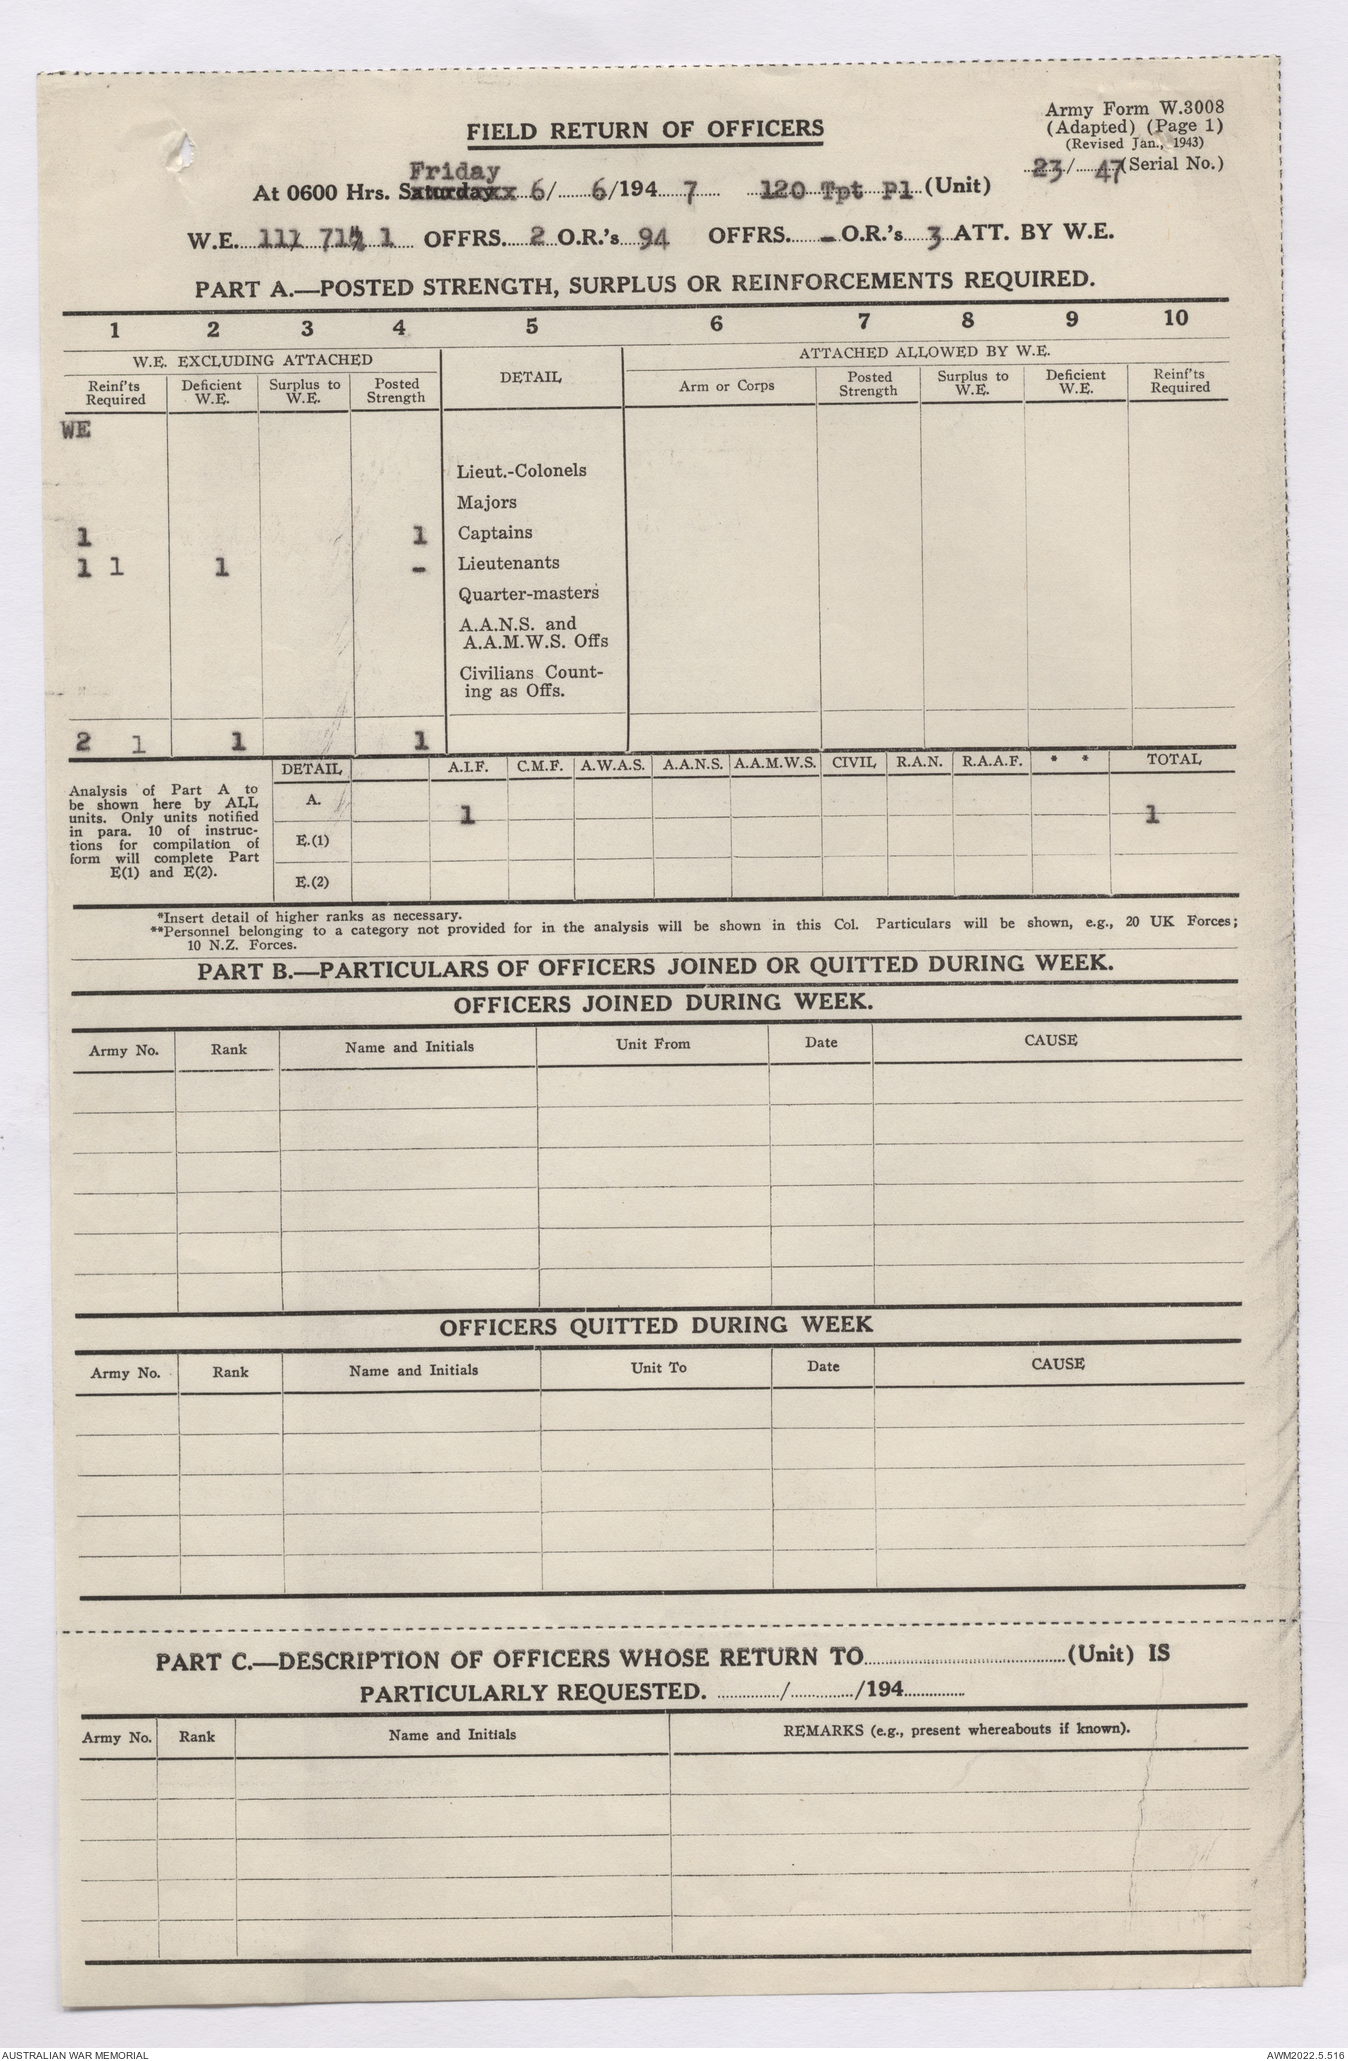 Army Form W.3008
FIELD RETURN OF OFFICERS
(Adapted) (Page 1)
(Revised Jan., 1943)
23/ 47 (Serial No.)
Friday
At 0600 Hrs. Saturday 6/ 6/194 7 120 Tpt Pl (Unit)
W.E. 1 OFFRS. 2 O.R.'s 94 OFFRS. - O.R.'s 3 ATT. BY W.E.
PART A.—POSTED STRENGTH, SURPLUS OR REINFORCEMENTS REQUIRED.
1 2 3 4 5 6 7 8 9 10
W.E. EXCLUDING ATTACHED DETAIL ATTACHED ALLOWED BY W.E.
Reinf'ts Required Deficient W.E. Surplus to W.E. Posted Strength Arm or Corps Posted Strength Surplus to W.E. Deficient W.E. Reinf's Required
WE
Lieut.-Colonels
Majors
1 1 Captains
1 1 1 - Lieutenants
Quarter-masters
A.A.N.S. and
A.A.M.W.S. Offs
Civilians Count-
ing as Offs.
2 1 1 1
DETAIL A.I.F. C.M.F. A.W.A.S. A.A.N.S. A.A.M.W.S. CIVIL R.A.N. R.A.A.F. * * TOTAL
Analysis of Part A to
be shown here by ALL
units. Only units notified
in para. 10 of instruc-
tions for compilation of
form will complete Part
E(1) and E(2).
A. 1 1
E.(1)
E.(2)
*Insert detail of higher ranks as necessary.
**Personnel belonging to a category not provided for in the analysis will be shown in this Col. Particulars will be shown, e.g., 20 UK Forces;
10 N.Z. Forces.
PART B.—PARTICULARS OF OFFICERS JOINED OR QUITTED DURING WEEK.
OFFICERS JOINED DURING WEEK.
Army No. Rank Name and Initials Unit From Date CAUSE
OFFICERS QUITTED DURING WEEK
Army No. Rank Name and Initials Unit To Date CAUSE
PART C.—DESCRIPTION OF OFFICERS WHOSE RETURN TO (Unit) IS
PARTICULARLY REQUESTED. / /194
Army No. Rank Name and Initials REMARKS (e.g., present whereabouts if known).
AUSTRALIAN WAR MEMORIAL AWM2022.5.516